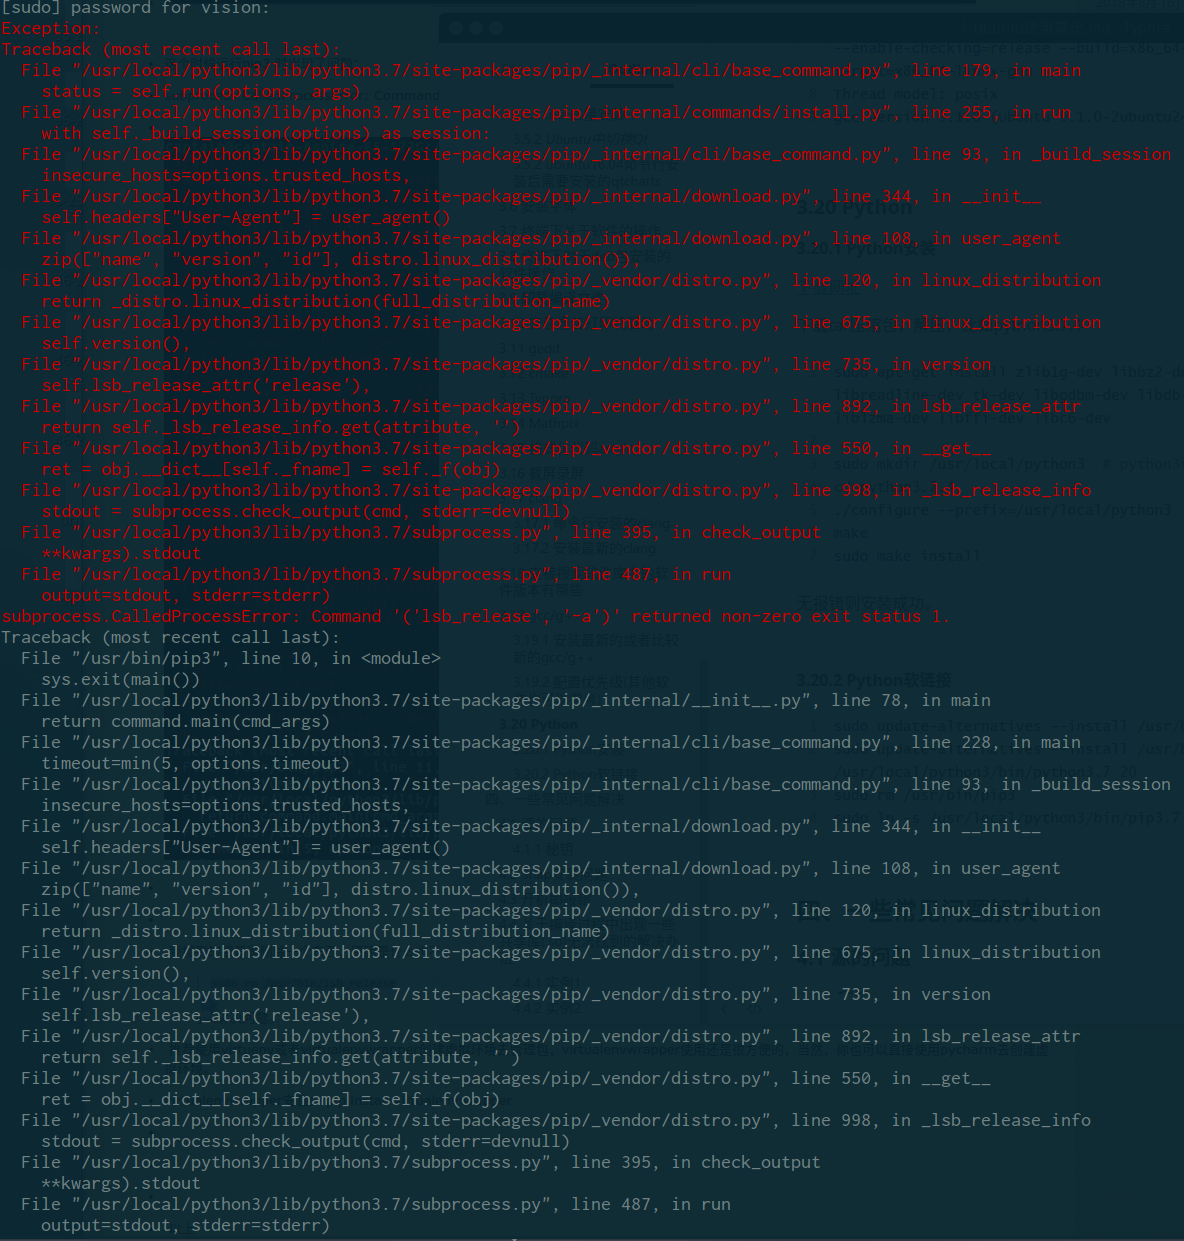 [sudo] password for vision:
Exception:
Traceback (most recent call last):
  File "/usr/local/python3/lib/python3.7/site-packages/pip/_internal/cli/base_command.py", line 179, in main
    status = self.run(options, args)
  File "/usr/local/python3/lib/python3.7/site-packages/pip/_internal/commands/install.py", line 255, in run
    with self._build_session(options) as session:
  File "/usr/local/python3/lib/python3.7/site-packages/pip/_internal/cli/base_command.py", line 93, in _build_session
    insecure_hosts=options.trusted_hosts,
  File "/usr/local/python3/lib/python3.7/site-packages/pip/_internal/download.py", line 344, in __init__
    self.headers["User-Agent"] = user_agent()
  File "/usr/local/python3/lib/python3.7/site-packages/pip/_internal/download.py", line 108, in user_agent
    zip(["name", "version", "id"], distro.linux_distribution()),
  File "/usr/local/python3/lib/python3.7/site-packages/pip/_vendor/distro.py", line 120, in linux_distribution
    return _distro.linux_distribution(full_distribution_name)
  File "/usr/local/python3/lib/python3.7/site-packages/pip/_vendor/distro.py", line 675, in linux_distribution
    self.version(),
  File "/usr/local/python3/lib/python3.7/site-packages/pip/_vendor/distro.py", line 735, in version
    self.lsb_release_attr('release'),
  File "/usr/local/python3/lib/python3.7/site-packages/pip/_vendor/distro.py", line 892, in lsb_release_attr
    return self._lsb_release_info.get(attribute, '')
  File "/usr/local/python3/lib/python3.7/site-packages/pip/_vendor/distro.py", line 550, in __get__
    ret = obj.__dict__[self._fname] = self._f(obj)
  File "/usr/local/python3/lib/python3.7/site-packages/pip/_vendor/distro.py", line 998, in _lsb_release_info
    stdout = subprocess.check_output(cmd, stderr=devnull)
  File "/usr/local/python3/lib/python3.7/subprocess.py", line 395, in check_output
    **kwargs).stdout
  File "/usr/local/python3/lib/python3.7/subprocess.py", line 487, in run
    output=stdout, stderr=stderr)
subprocess.CalledProcessError: Command '('lsb_release', '-a')' returned non-zero exit status 1.
Traceback (most recent call last):
  File "/usr/bin/pip3", line 10, in <module>
    sys.exit(main())
  File "/usr/local/python3/lib/python3.7/site-packages/pip/_internal/__init__.py", line 78, in main
    return command.main(cmd_args)
  File "/usr/local/python3/lib/python3.7/site-packages/pip/_internal/cli/base_command.py", line 228, in main
    timeout=min(5, options.timeout)
  File "/usr/local/python3/lib/python3.7/site-packages/pip/_internal/cli/base_command.py", line 93, in _build_session
    insecure_hosts=options.trusted_hosts,
  File "/usr/local/python3/lib/python3.7/site-packages/pip/_internal/download.py", line 344, in __init__
    self.headers["User-Agent"] = user_agent()
  File "/usr/local/python3/lib/python3.7/site-packages/pip/_internal/download.py", line 108, in user_agent
    zip(["name", "version", "id"], distro.linux_distribution()),
  File "/usr/local/python3/lib/python3.7/site-packages/pip/_vendor/distro.py", line 120, in linux_distribution
    return _distro.linux_distribution(full_distribution_name)
  File "/usr/local/python3/lib/python3.7/site-packages/pip/_vendor/distro.py", line 675, in linux_distribution
    self.version(),
  File "/usr/local/python3/lib/python3.7/site-packages/pip/_vendor/distro.py", line 735, in version
    self.lsb_release_attr('release'),
  File "/usr/local/python3/lib/python3.7/site-packages/pip/_vendor/distro.py", line 892, in lsb_release_attr
    return self._lsb_release_info.get(attribute, '')
  File "/usr/local/python3/lib/python3.7/site-packages/pip/_vendor/distro.py", line 550, in __get__
    ret = obj.__dict__[self._fname] = self._f(obj)
  File "/usr/local/python3/lib/python3.7/site-packages/pip/_vendor/distro.py", line 998, in _lsb_release_info
    stdout = subprocess.check_output(cmd, stderr=devnull)
  File "/usr/local/python3/lib/python3.7/subprocess.py", line 395, in check_output
    **kwargs).stdout
  File "/usr/local/python3/lib/python3.7/subprocess.py", line 487, in run
    output=stdout, stderr=stderr)